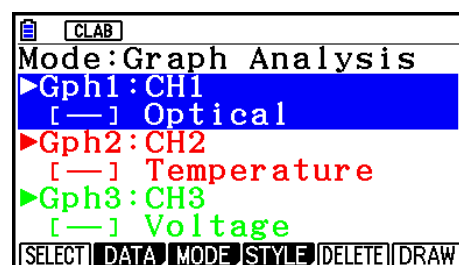 CLAB
Mode:Graph Analysis
▶Gph1:CH1
[—] Optical
▶Gph2:CH2
[—] Temperature
▶Gph3:CH3
[—] Voltage
SELECT DATA MODE STYLE DELETE DRAW